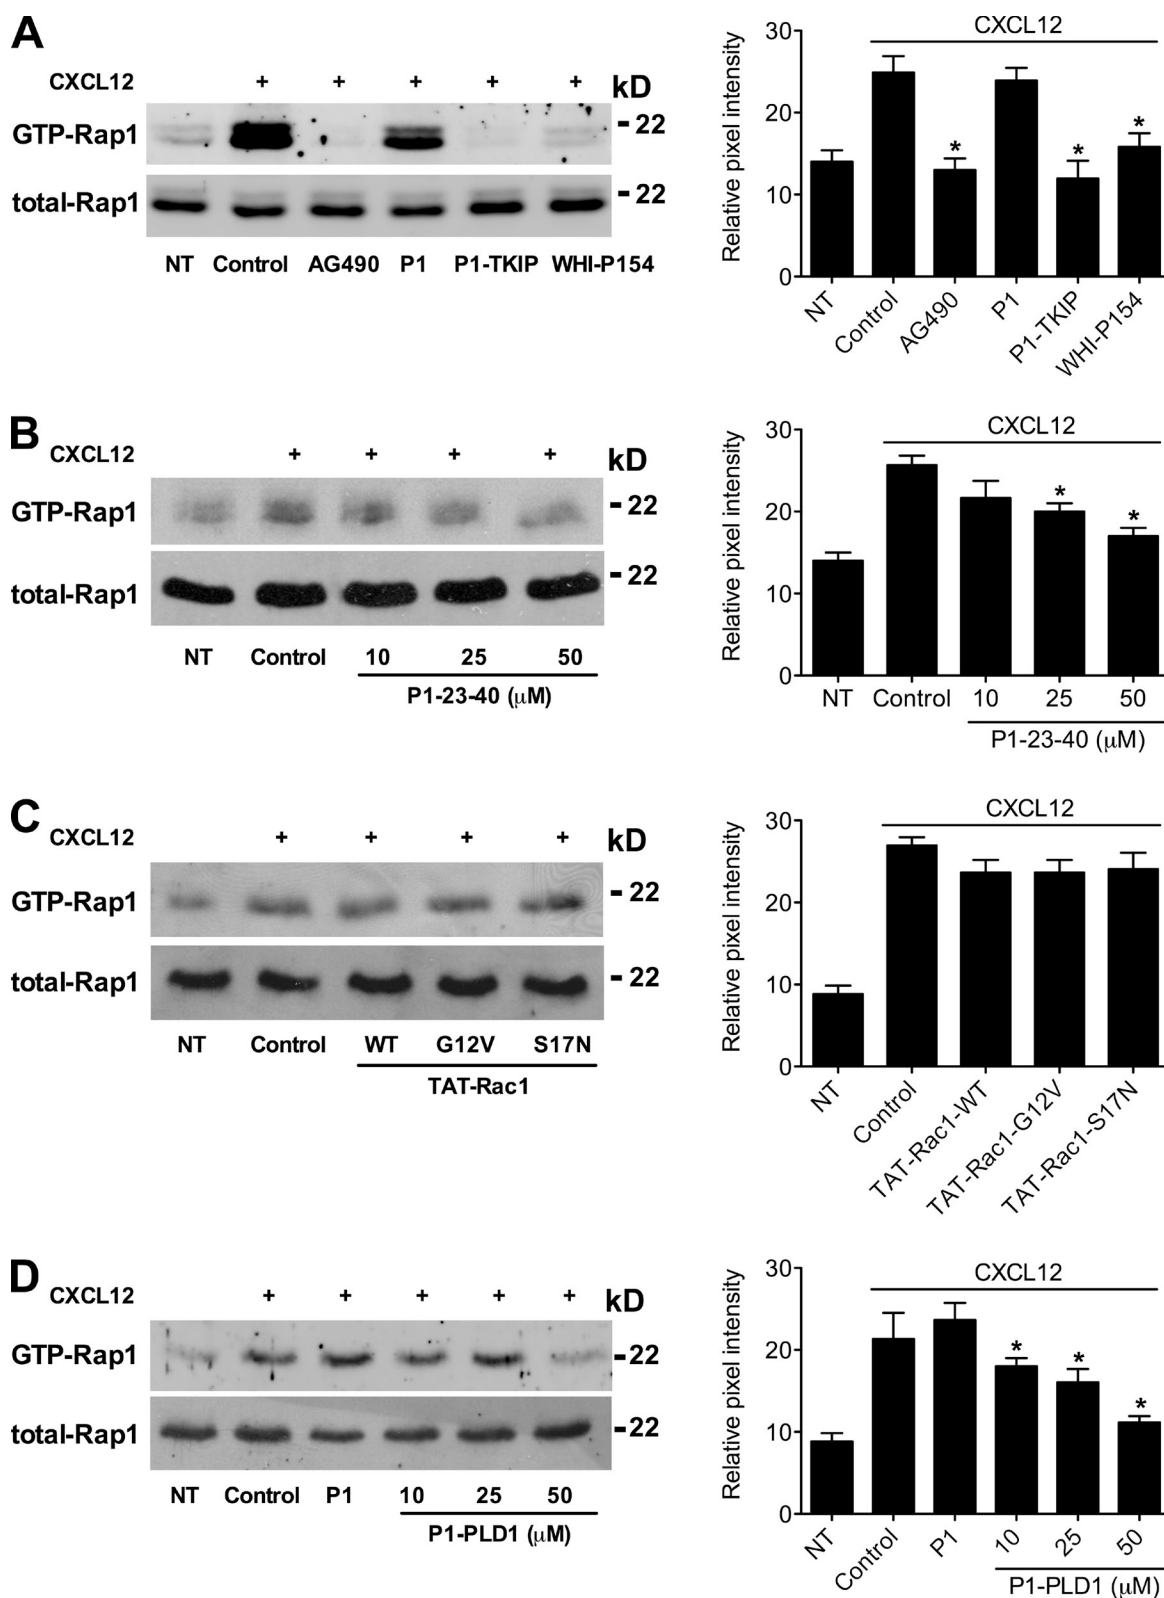 A
CXCL12 + + + + + kD
GTP-Rap1 22
total-Rap1 22
NT Control AG490 P1 P1-TKIP WHI-P154
CXCL12
Relative pixel intensity
30
20
10
0
* * *
NT Control AG490 P1 P1-TKIP WHI-P154
B
CXCL12 + + + + kD
GTP-Rap1 22
total-Rap1 22
NT Control 10 25 50
P1-23-40 (μM)
CXCL12
Relative pixel intensity
30
20
10
0
* *
NT Control 10 25 50
P1-23-40 (μM)
C
CXCL12 + + + + kD
GTP-Rap1 22
total-Rap1 22
NT Control WT G12V S17N
TAT-Rac1
CXCL12
Relative pixel intensity
30
20
10
0
NT Control TAT-Rac1-WT TAT-Rac1-G12V TAT-Rac1-S17N
D
CXCL12 + + + + + kD
GTP-Rap1 22
total-Rap1 22
NT Control P1 10 25 50
P1-PLD1 (μM)
CXCL12
Relative pixel intensity
30
20
10
0
* * *
NT Control P1 10 25 50
P1-PLD1 (μM)